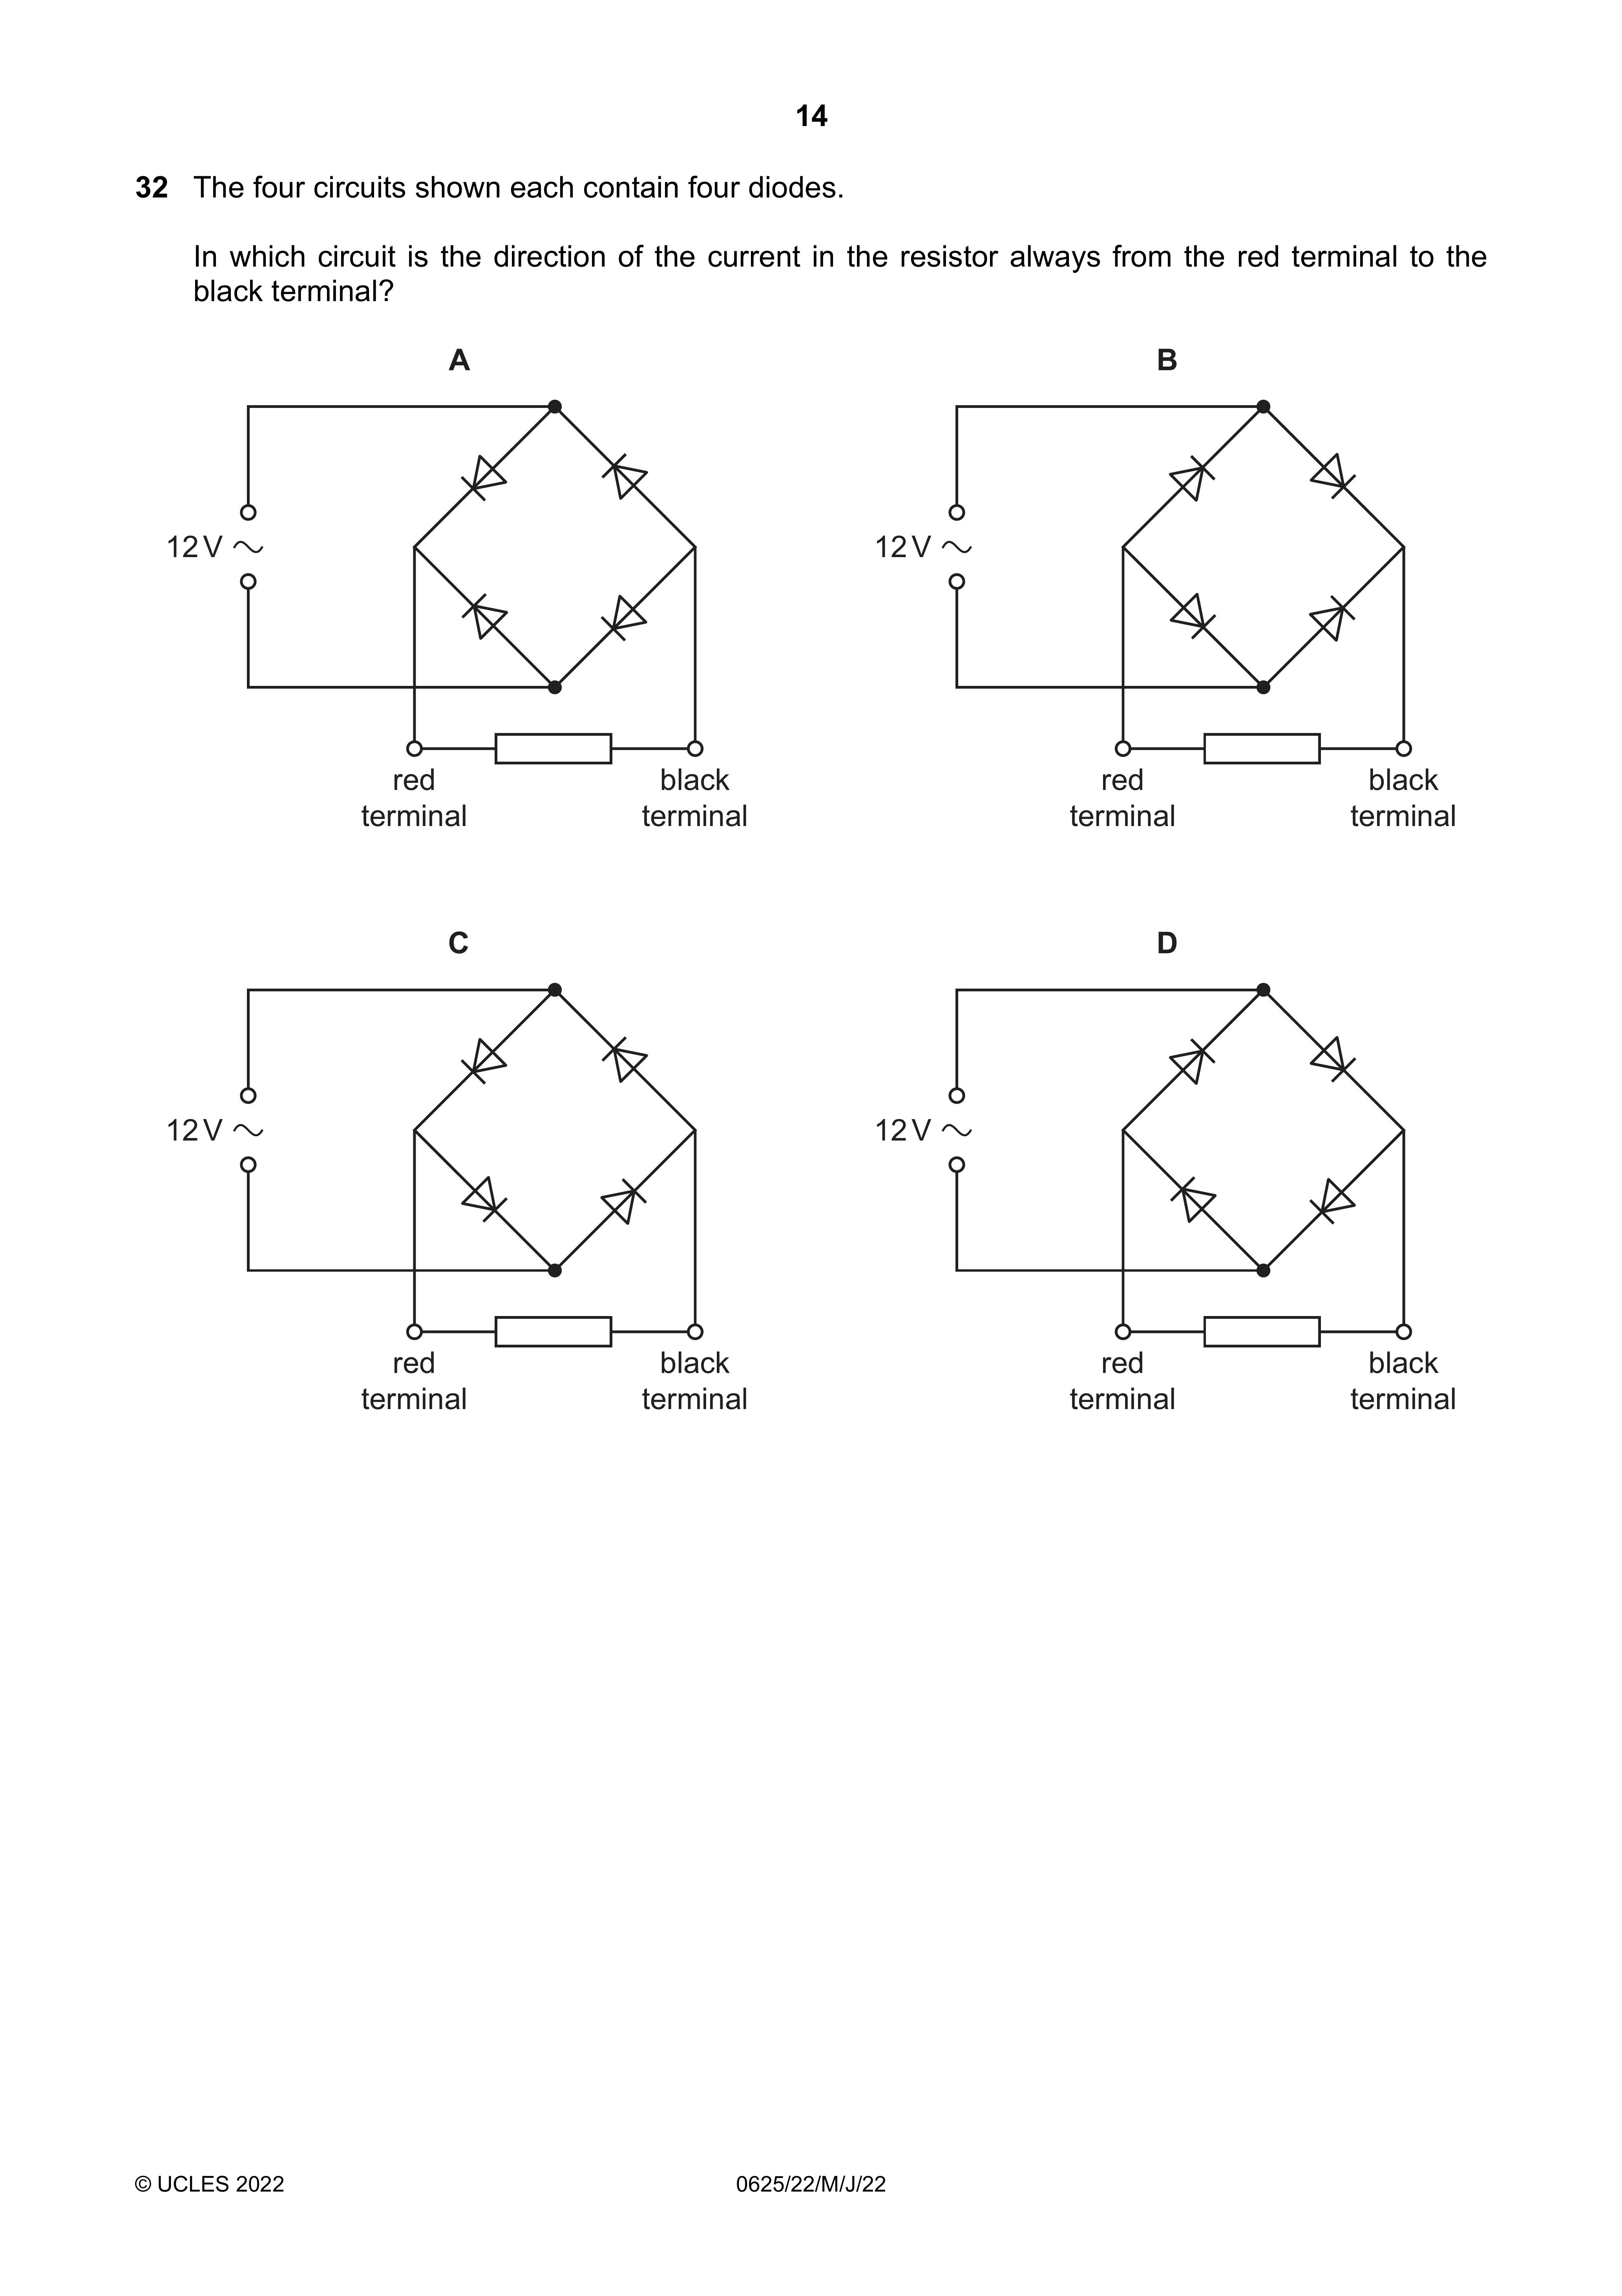 14
32 The four circuits shown each contain four diodes.
In which circuit is the direction of the current in the resistor always from the red terminal to the
black terminal?
A
B
12 V
12 V
red
terminal
black
terminal
red
terminal
black
terminal
C
D
12 V
12 V
red
terminal
black
terminal
red
terminal
black
terminal
© UCLES 2022
0625/22/M/J/22